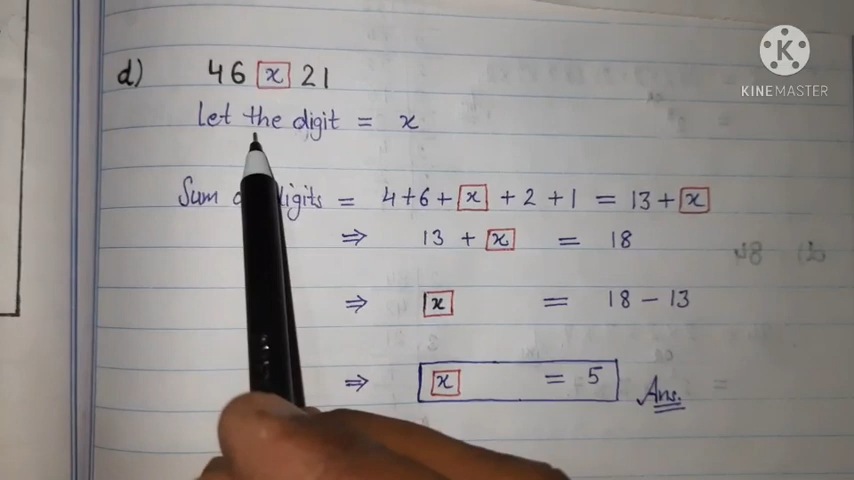 d) 46 x 21
Let the digit = x
Sum digits = 4+6+x+2+1 = 13+x
⇒ 13 + x = 18
⇒ x = 18-13
⇒ x = 5 Ans.
K
KINEMASTER